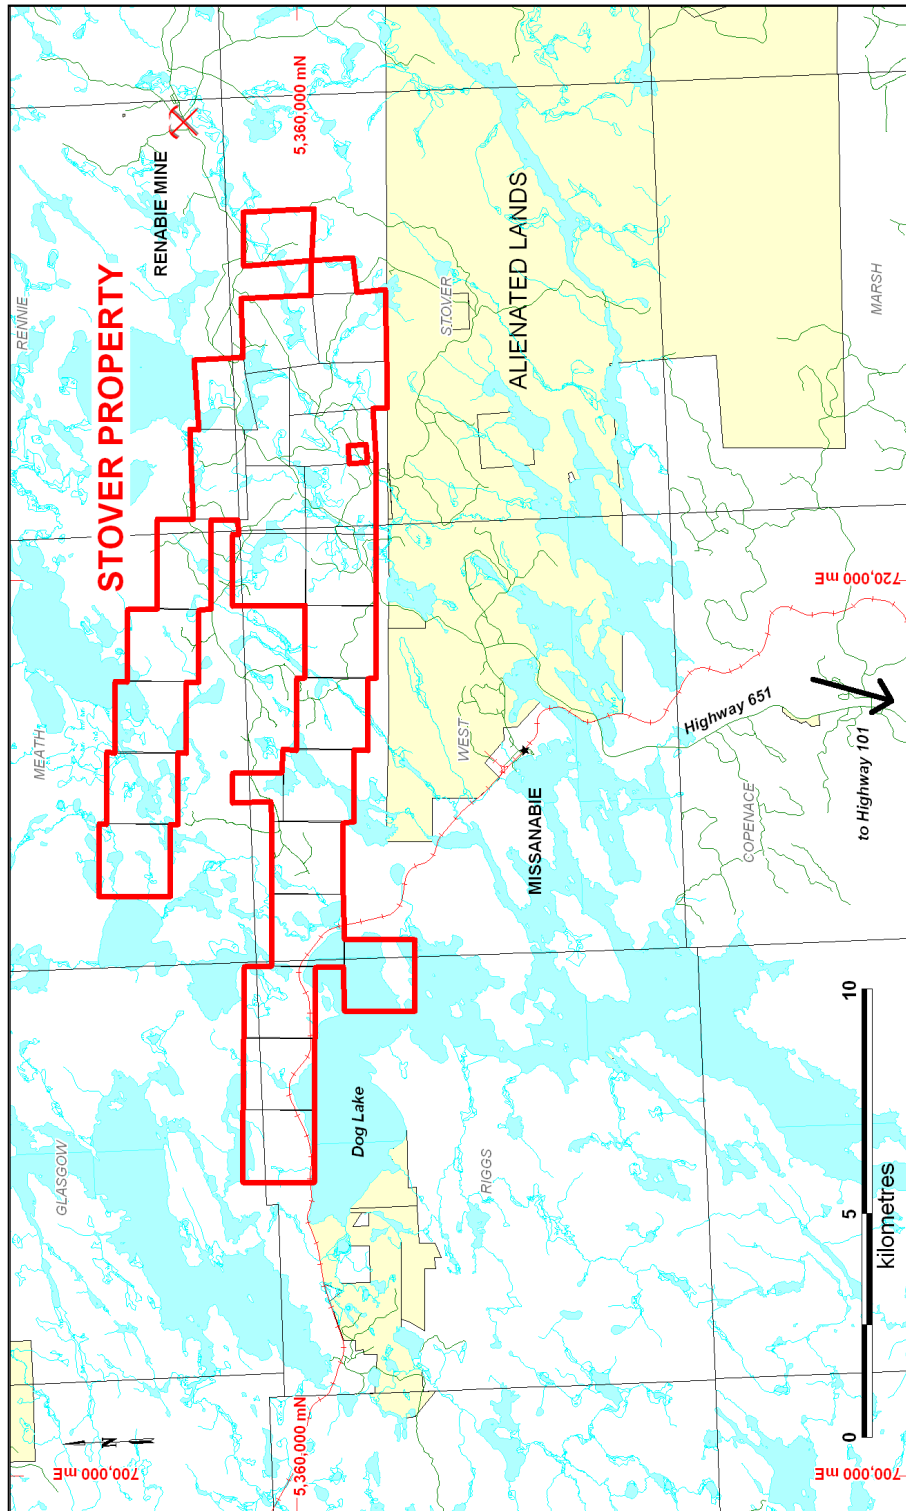 5,360,000 mN
RENABIE MINE
STOVER PROPERTY
RENNIE
MEATH
GLASGOW
STOVER
ALIENATED LANDS
MARSH
WEST
MISSANABIE
Highway 651
COPENACE
to Highway 101
720,000 mE
Dog Lake
RIGGS
0
5
10
kilometres
N
700,000 mE
5,360,000 mN
700,000 mE